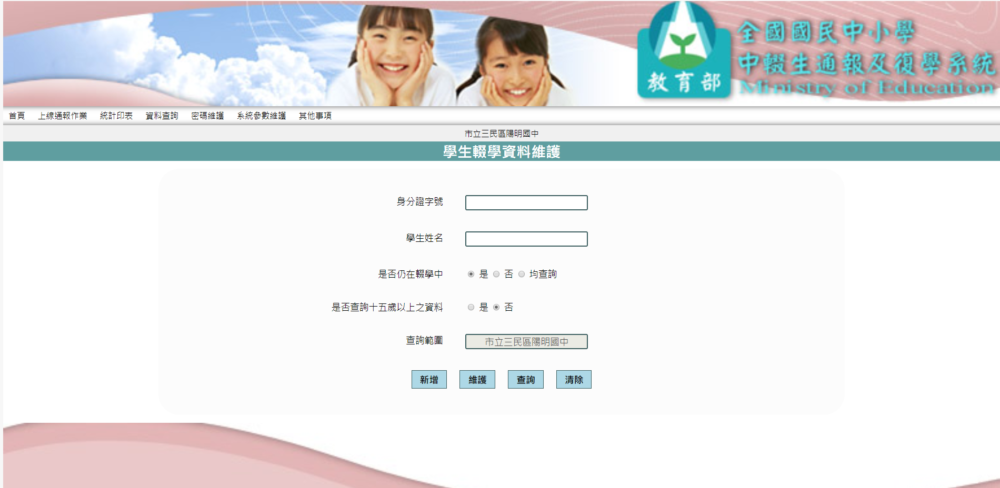 全國國民中小學
中輟生通報及復學系統
Ministry of Education
教育部
首頁 上線通報作業 統計印表 資料查詢 密碼維護 系統參數維護 其他事項
市立三民區陽明國中
學生輟學資料維護
身分證字號
學生姓名
是否仍在輟學中 是 否 均查詢
是否查詢十五歲以上之資料 是 否
查詢範圍 市立三民區陽明國中
新增 維護 查詢 清除